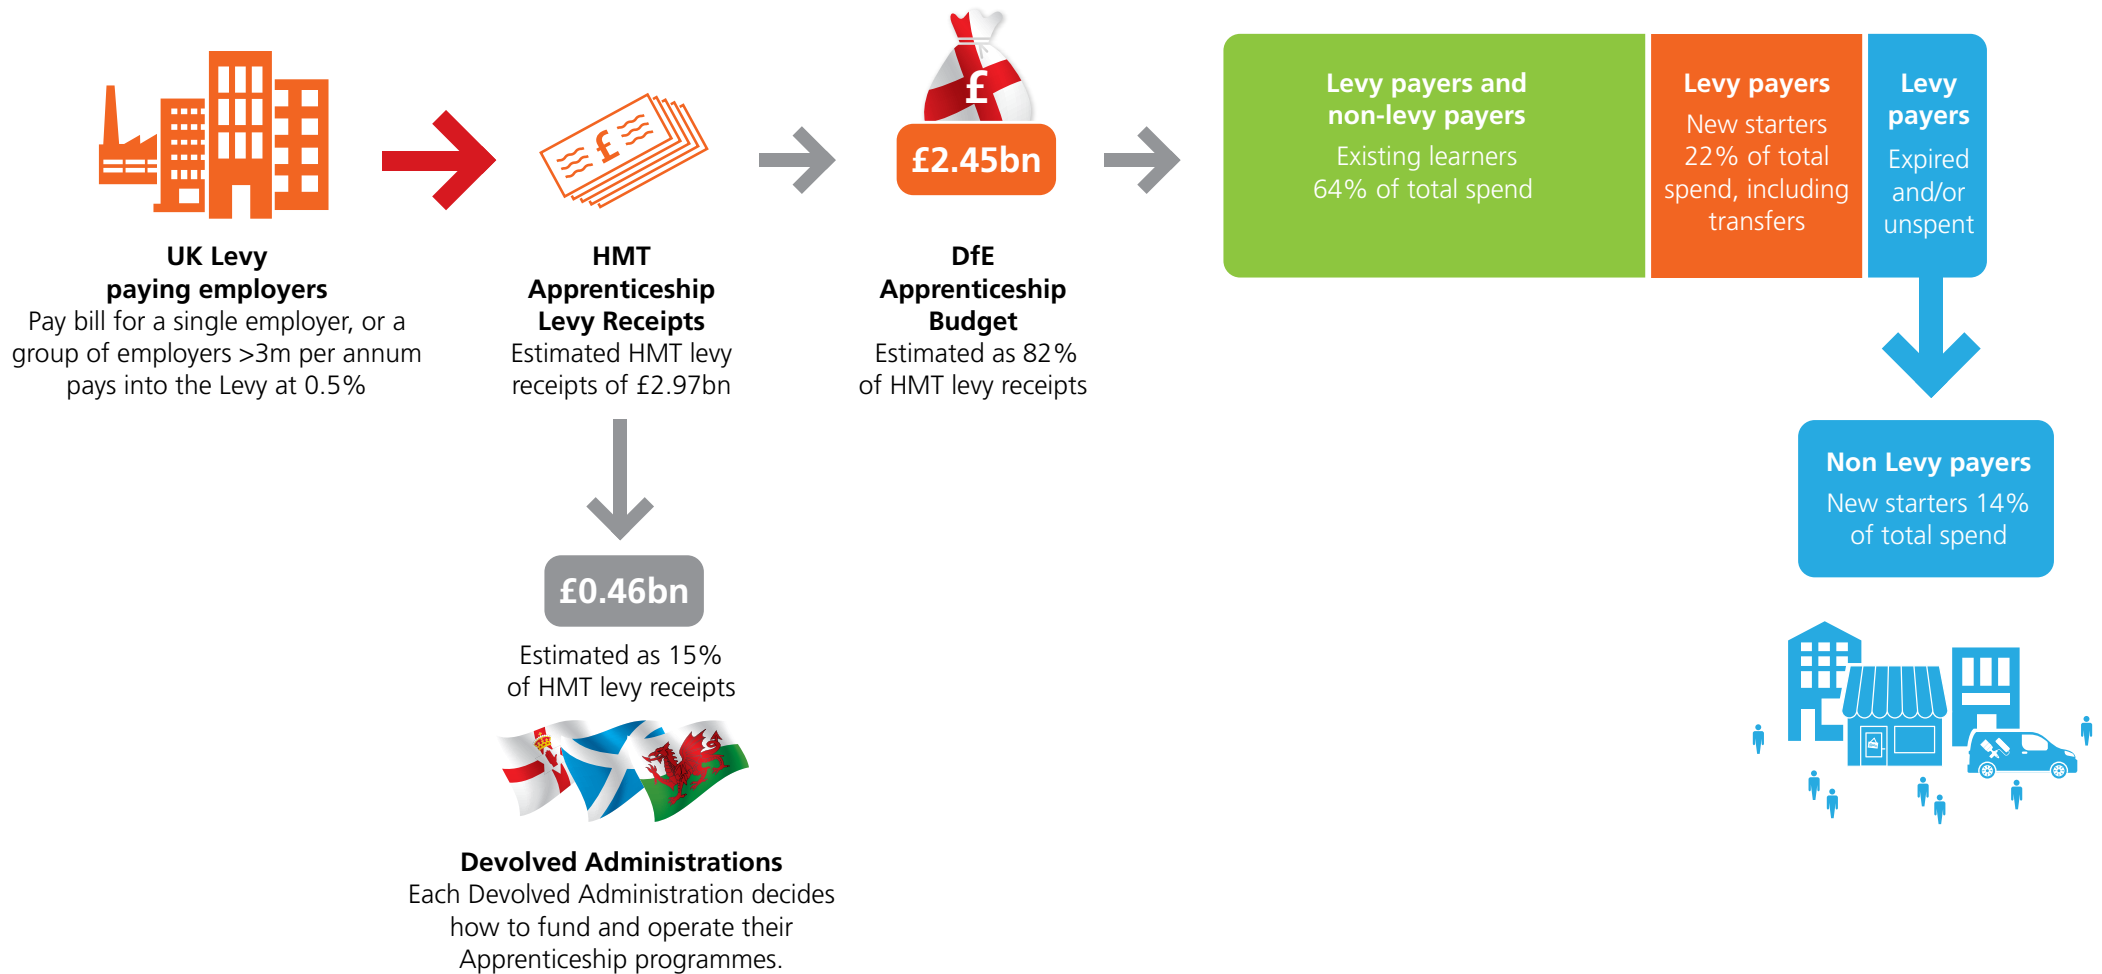 UK Levy
paying employers
Pay bill for a single employer, or a
group of employers >3m per annum
pays into the Levy at 0.5%
£
HMT
Apprenticeship
Levy Receipts
Estimated HMT levy
receipts of £2.97bn
£0.46bn
Estimated as 15%
of HMT levy receipts
Devolved Administrations
Each Devolved Administration decides
how to fund and operate their
Apprenticeship programmes.
£
£2.45bn
DfE
Apprenticeship
Budget
Estimated as 82%
of HMT levy receipts
Levy payers and
non-levy payers
Existing learners
64% of total spend
Levy payers
New starters
22% of total
spend, including
transfers
Levy
payers
Expired
and/or
unspent
Non Levy payers
New starters 14%
of total spend